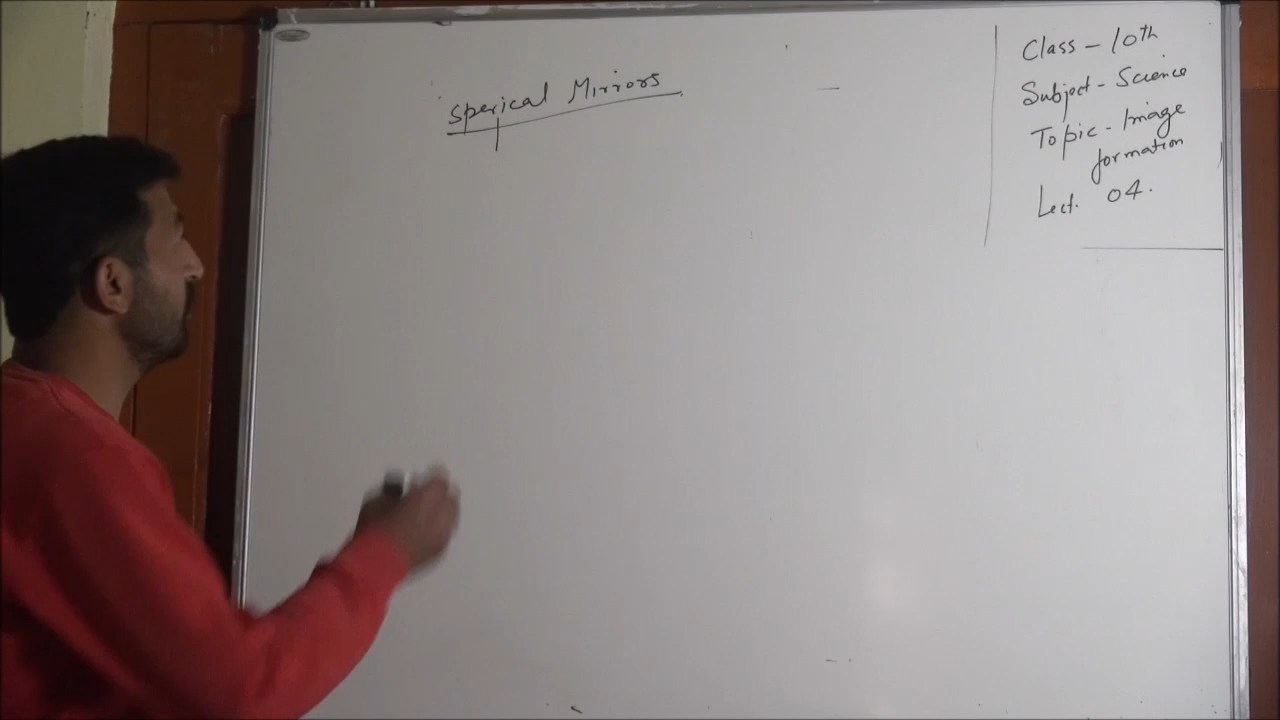 Sperical Mirrors
Class - 10th
Subject - Science
Topic - Image
formation
Lect. 04.